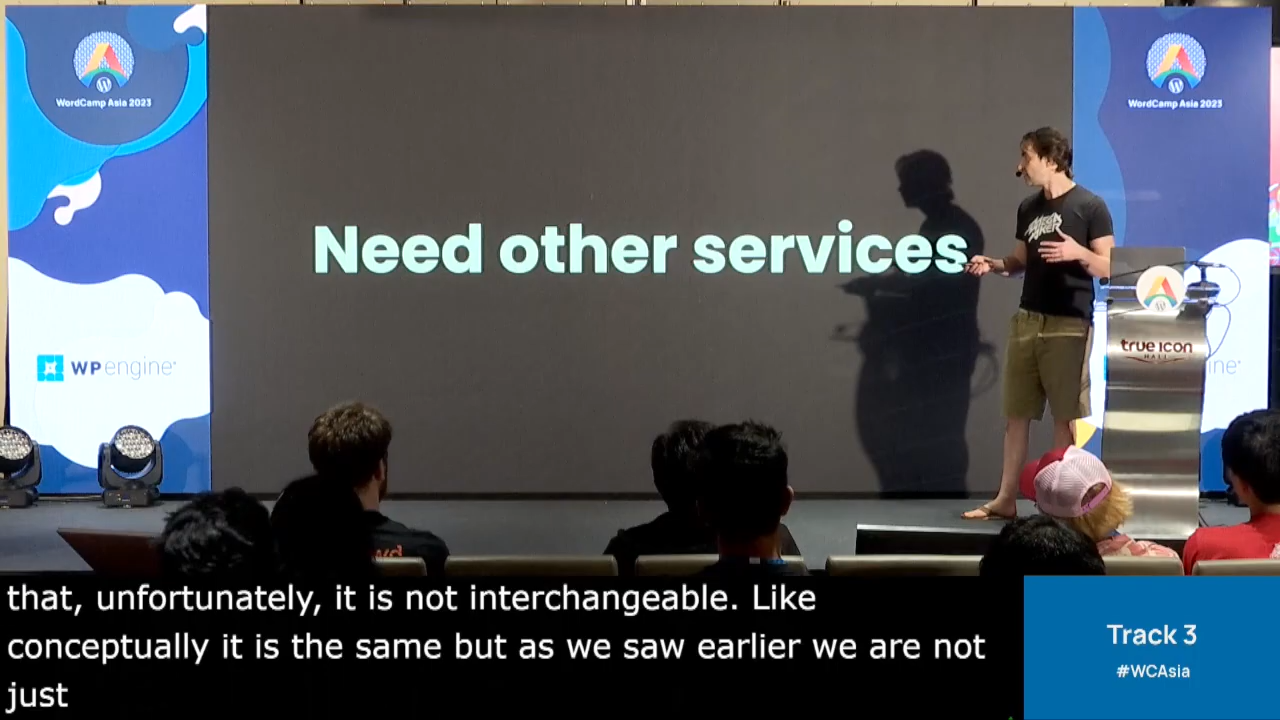 WordCamp Asia 2023
WordCamp Asia 2023
Need other services
WP engine
true icon
HALL
ine
that, unfortunately, it is not interchangeable. Like
conceptually it is the same but as we saw earlier we are not
just
Track 3
#WCAsia